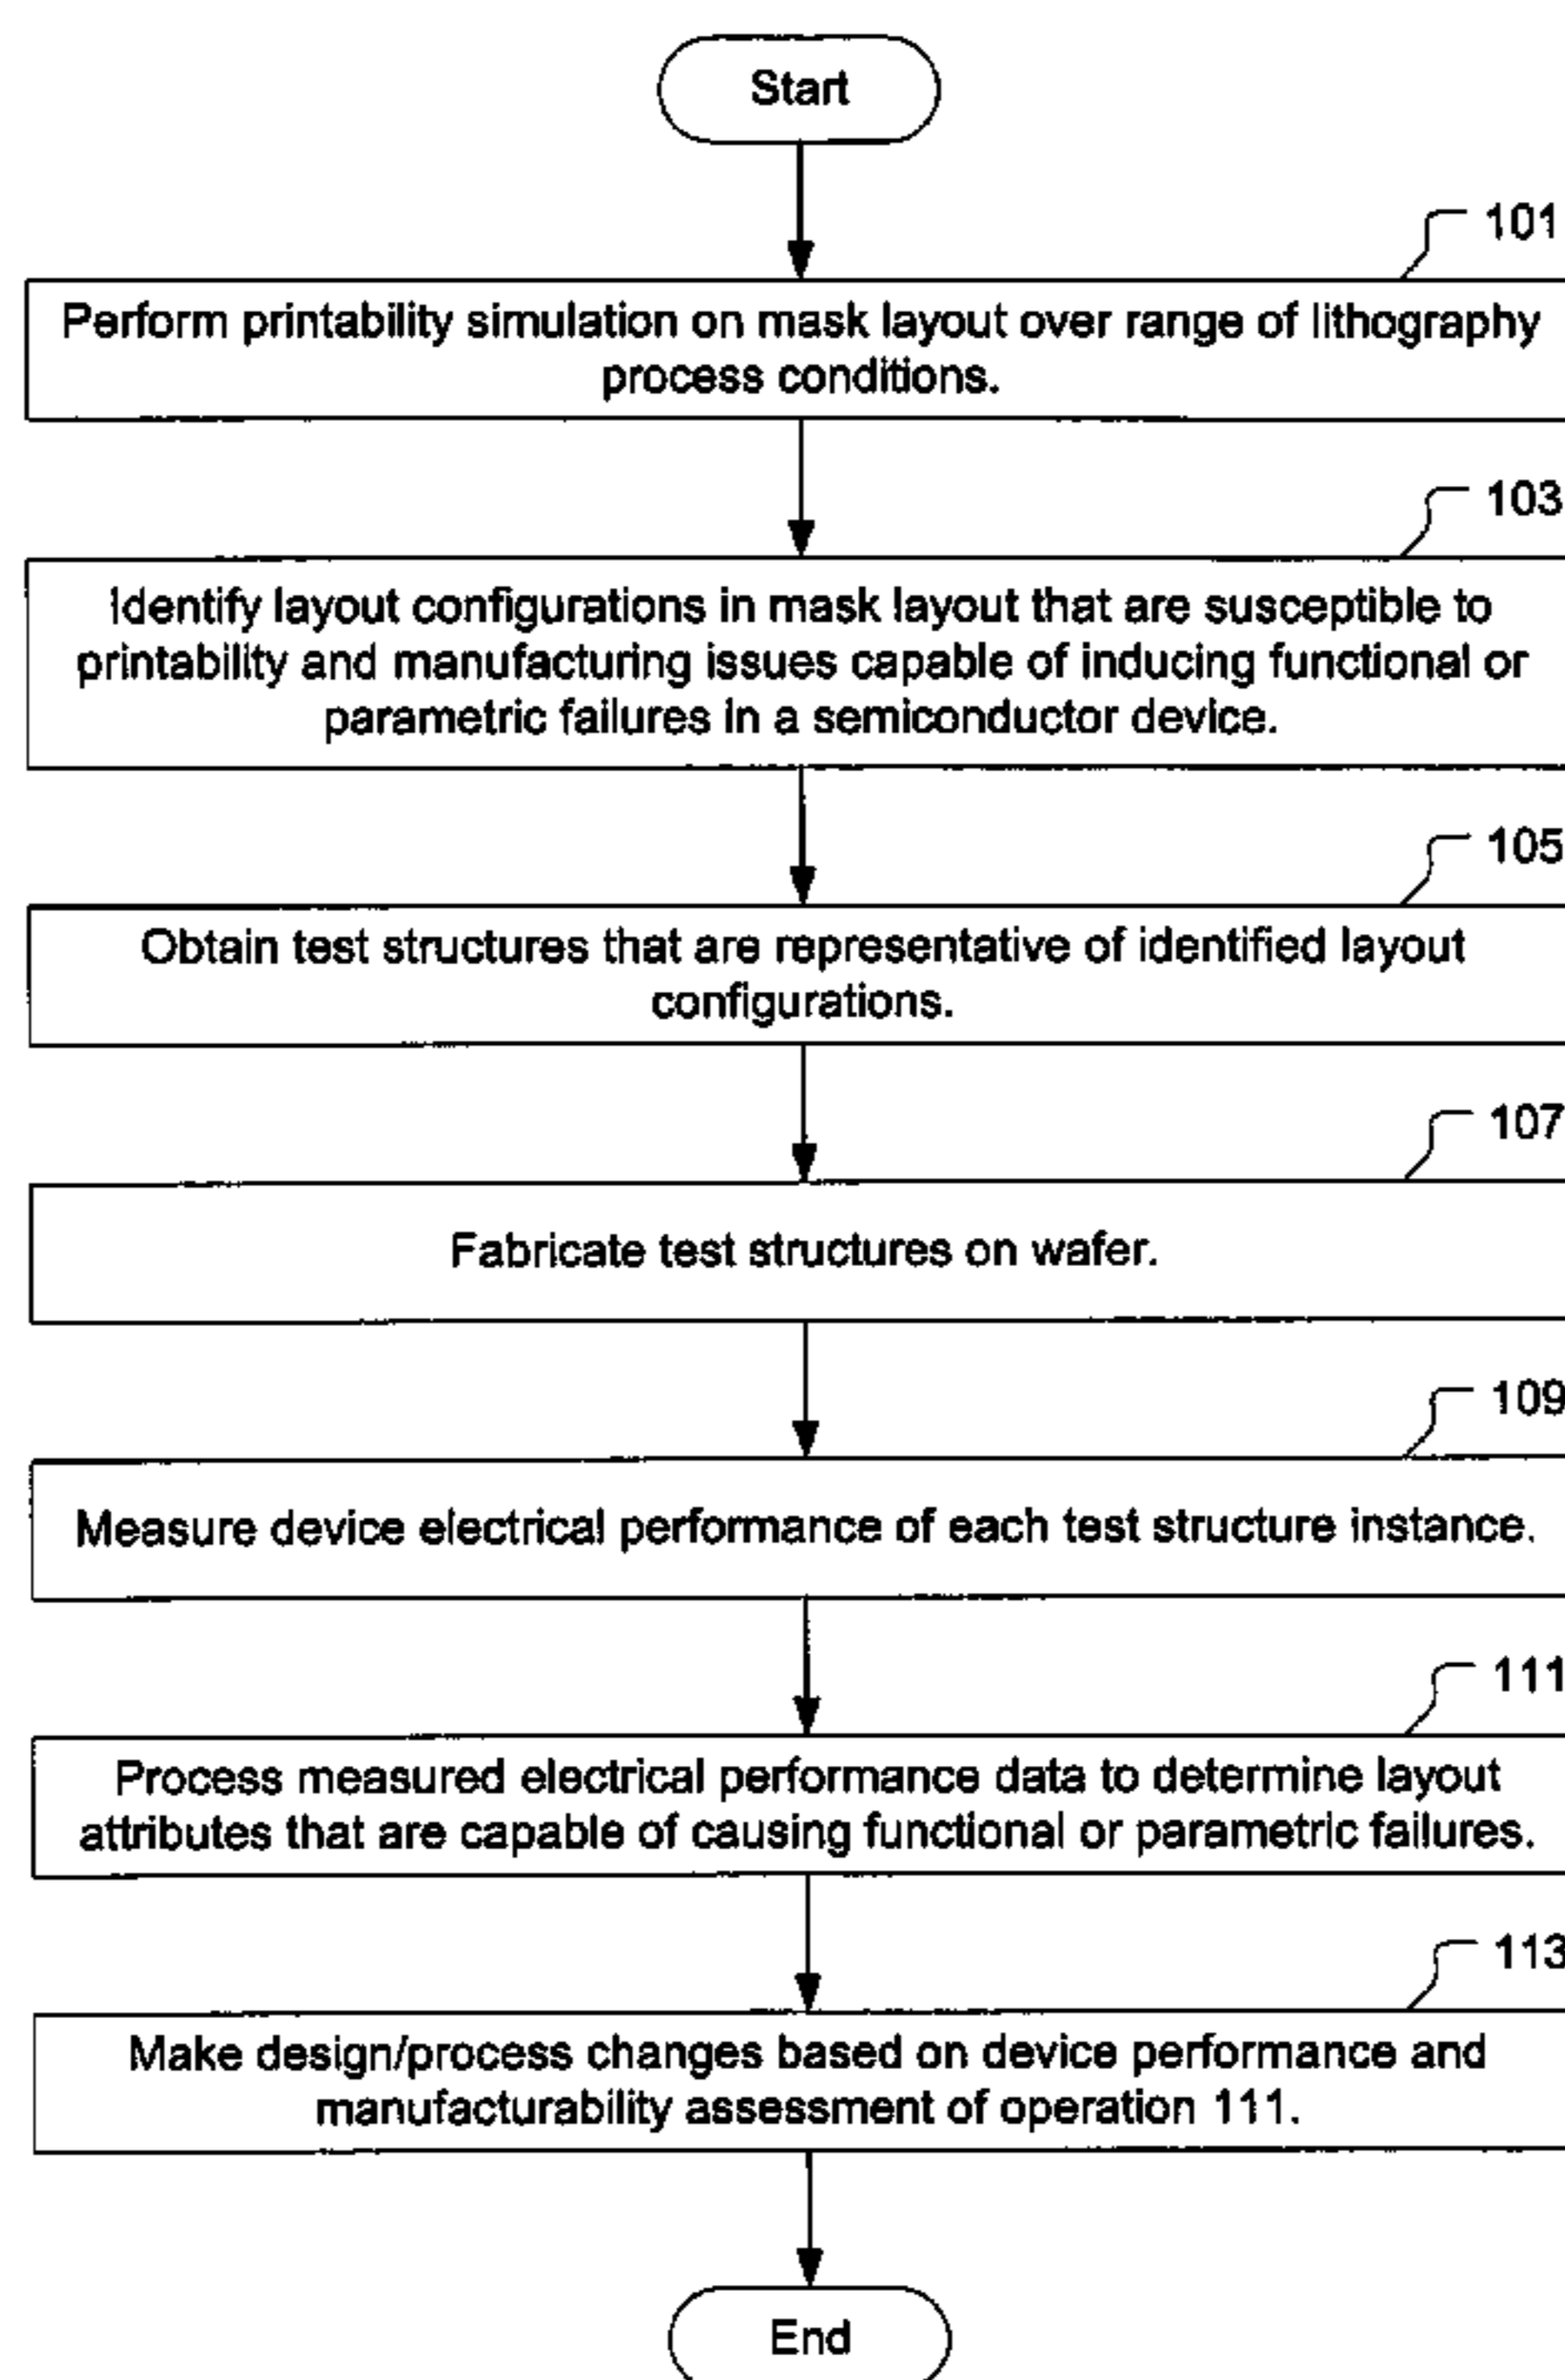 Start
101
Perform printability simulation on mask layout over range of lithography
process conditions.
103
Identify layout configurations in mask layout that are susceptible to
printability and manufacturing issues capable of inducing functional or
parametric failures in a semiconductor device.
105
Obtain test structures that are representative of identified layout
configurations.
107
Fabricate test structures on wafer.
109
Measure device electrical performance of each test structure instance.
111
Process measured electrical performance data to determine layout
attributes that are capable of causing functional or parametric failures.
113
Make design/process changes based on device performance and
manufacturability assessment of operation 111.
End